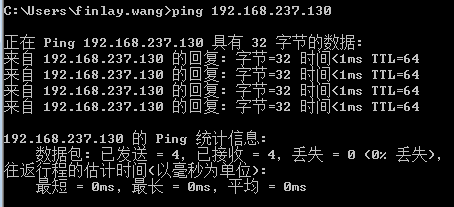 C:\Users\finlay.wang>ping 192.168.237.130
正在 Ping 192.168.237.130 具有 32 字节的数据:
来自 192.168.237.130 的回复: 字节=32 时间<1ms TTL=64
来自 192.168.237.130 的回复: 字节=32 时间<1ms TTL=64
来自 192.168.237.130 的回复: 字节=32 时间<1ms TTL=64
来自 192.168.237.130 的回复: 字节=32 时间<1ms TTL=64
192.168.237.130 的 Ping 统计信息:
数据包: 已发送 = 4, 已接收 = 4, 丢失 = 0 (0% 丢失),
往返行程的估计时间(以毫秒为单位):
最短 = 0ms, 最长 = 0ms, 平均 = 0ms